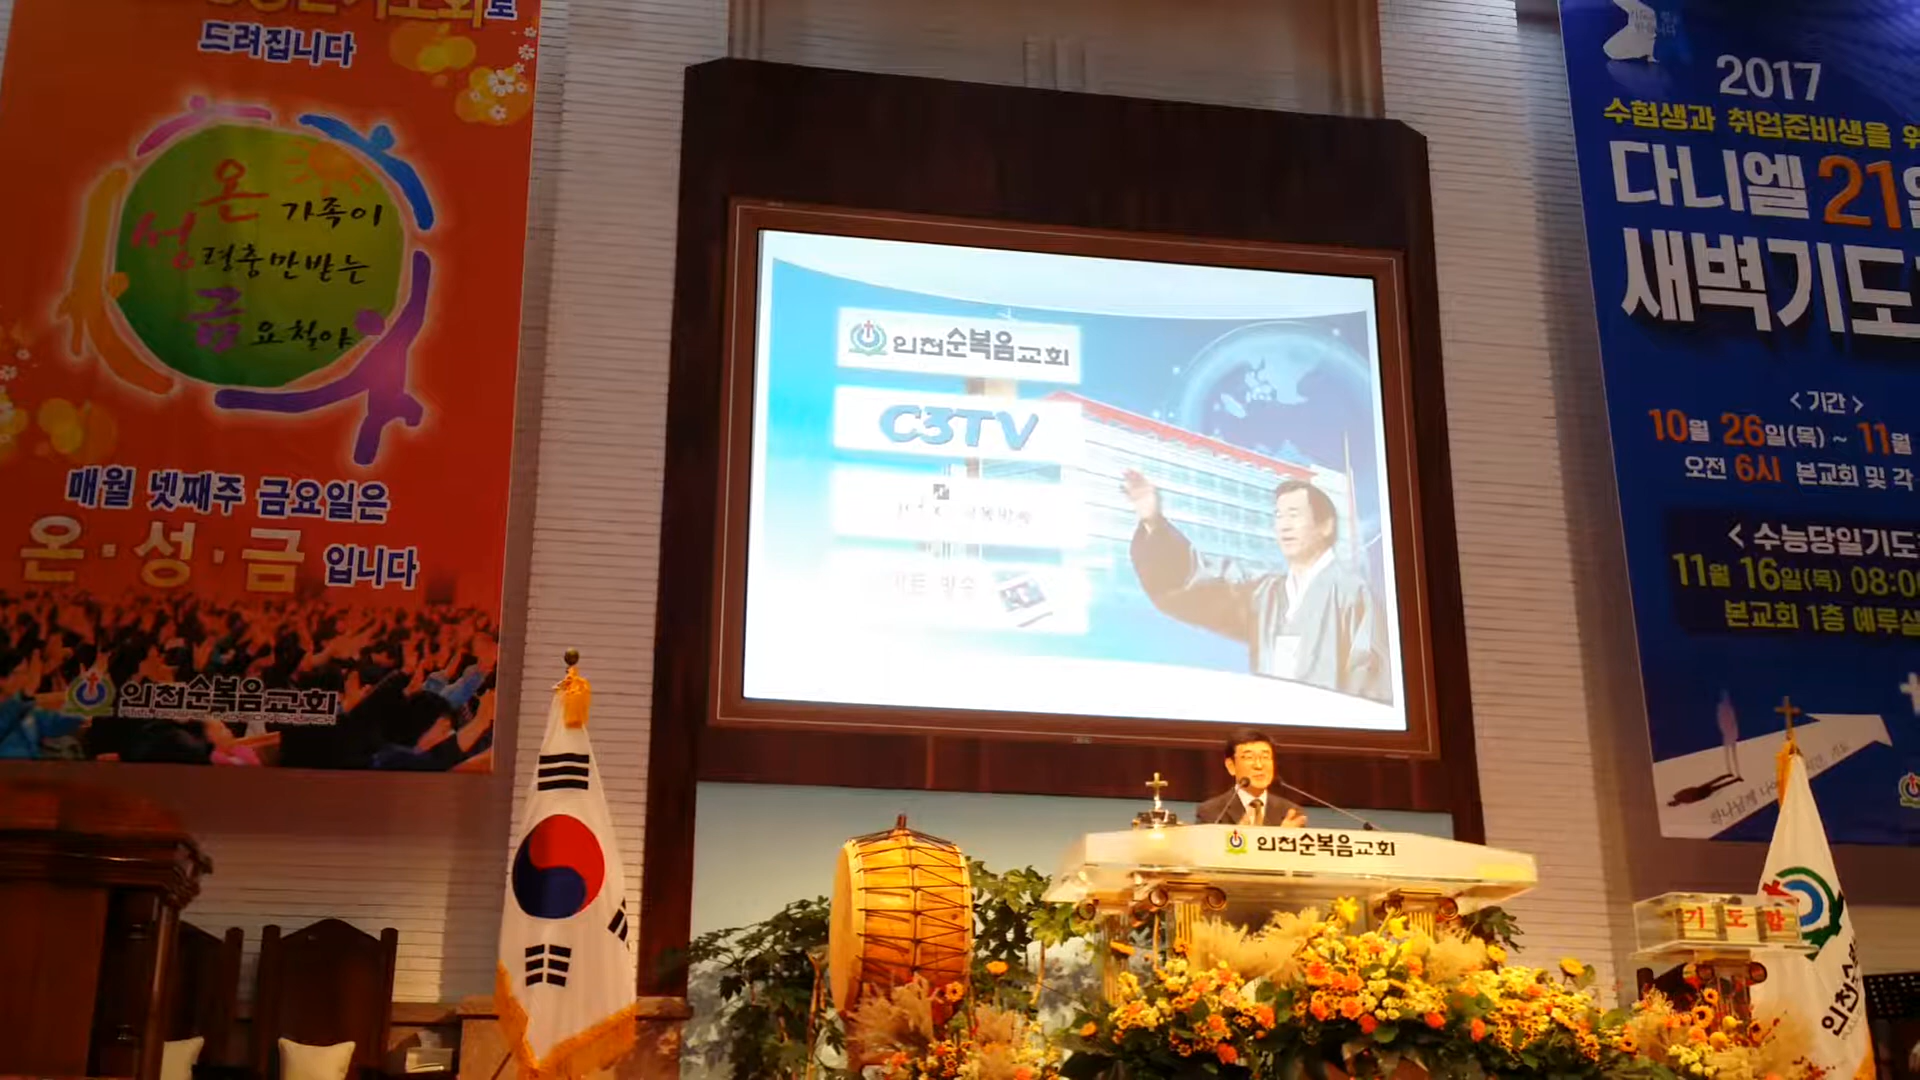 드려집니다
온 가족이
성령충만받는
금요철야
매월 넷째주 금요일은
온·성·금 입니다
인천순복음교회
인천순복음교회
C3TV
인천순복음교회
2017
수험생과 취업준비생을
다니엘 21
새벽기도
<기간>
10월 26일(목) ~ 11월
오전 6시 본교회 및 각
<수능당일기도
11월 16일(목)
본교회 1층
기도함